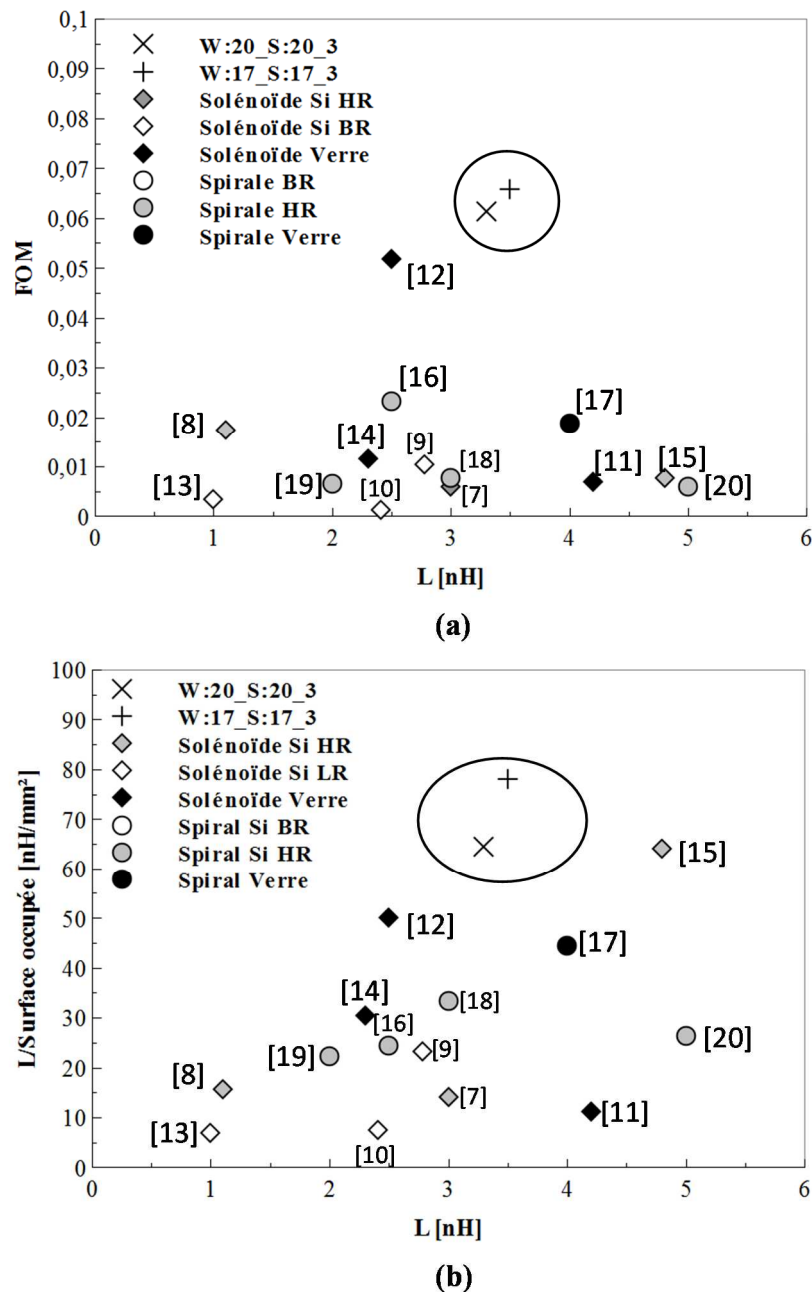 0,1
0,09
0,08
0,07
0,06
0,05
0,04
0,03
0,02
0,01
0
FOM
W:20_S:20_3
W:17_S:17_3
Solénoïde Si HR
Solénoïde Si BR
Solénoïde Verre
Spirale BR
Spirale HR
Spirale Verre
[12]
[16]
[17]
[8]
[14]
[9]
[18]
[11]
[15]
[13]
[19]
[10]
[7]
[20]
0 1 2 3 4 5 6
L [nH]
(a)
100
90
80
70
60
50
40
30
20
10
0
L/Surface occupée [nH/mm²]
W:20_S:20_3
W:17_S:17_3
Solénoïde Si HR
Solénoïde Si LR
Solénoïde Verre
Spiral Si BR
Spiral Si HR
Spiral Verre
[15]
[12]
[17]
[14]
[18]
[16]
[19]
[9]
[20]
[8]
[7]
[11]
[13]
[10]
0 1 2 3 4 5 6
L [nH]
(b)